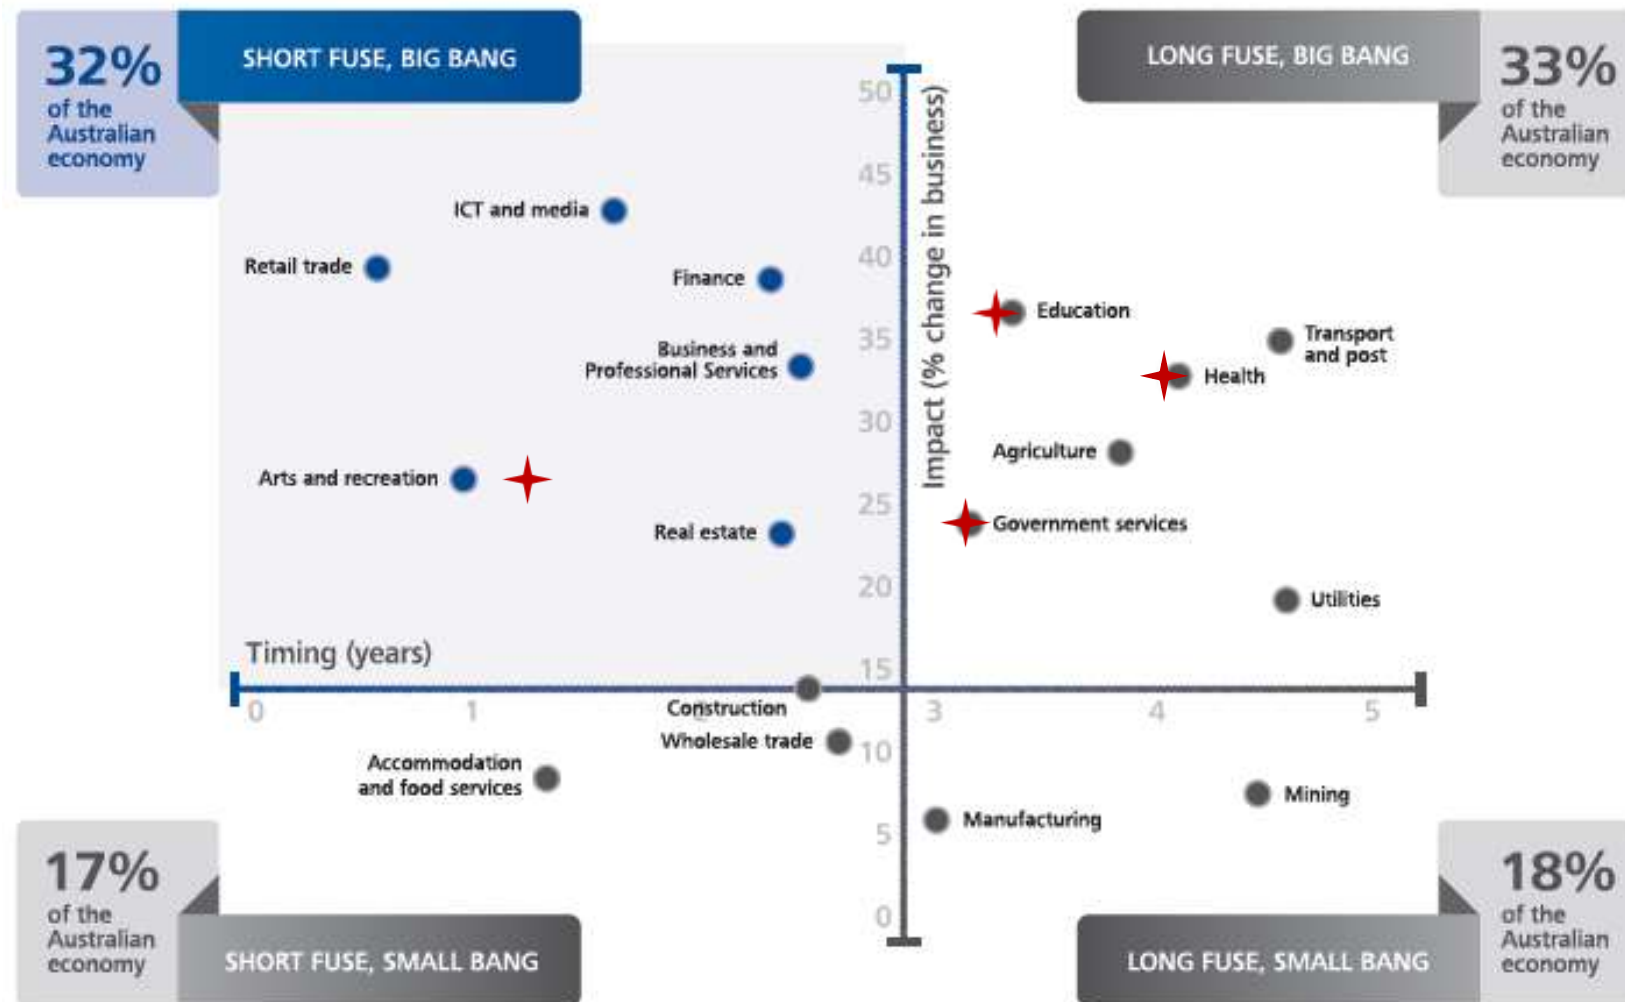 32%
of the
Australian
economy
SHORT FUSE, BIG BANG
LONG FUSE, BIG BANG
33%
of the
Australian
economy
Impact (% change in business)
50
45
40
35
30
25
20
15
10
5
0
ICT and media
Retail trade
Finance
Business and
Professional Services
Arts and recreation
Real estate
Education
Transport
and post
Health
Agriculture
Government services
Utilities
Timing (years)
0
1
2
3
4
5
Construction
Wholesale trade
Accommodation
and food services
Manufacturing
Mining
17%
of the
Australian
economy
SHORT FUSE, SMALL BANG
LONG FUSE, SMALL BANG
18%
of the
Australian
economy